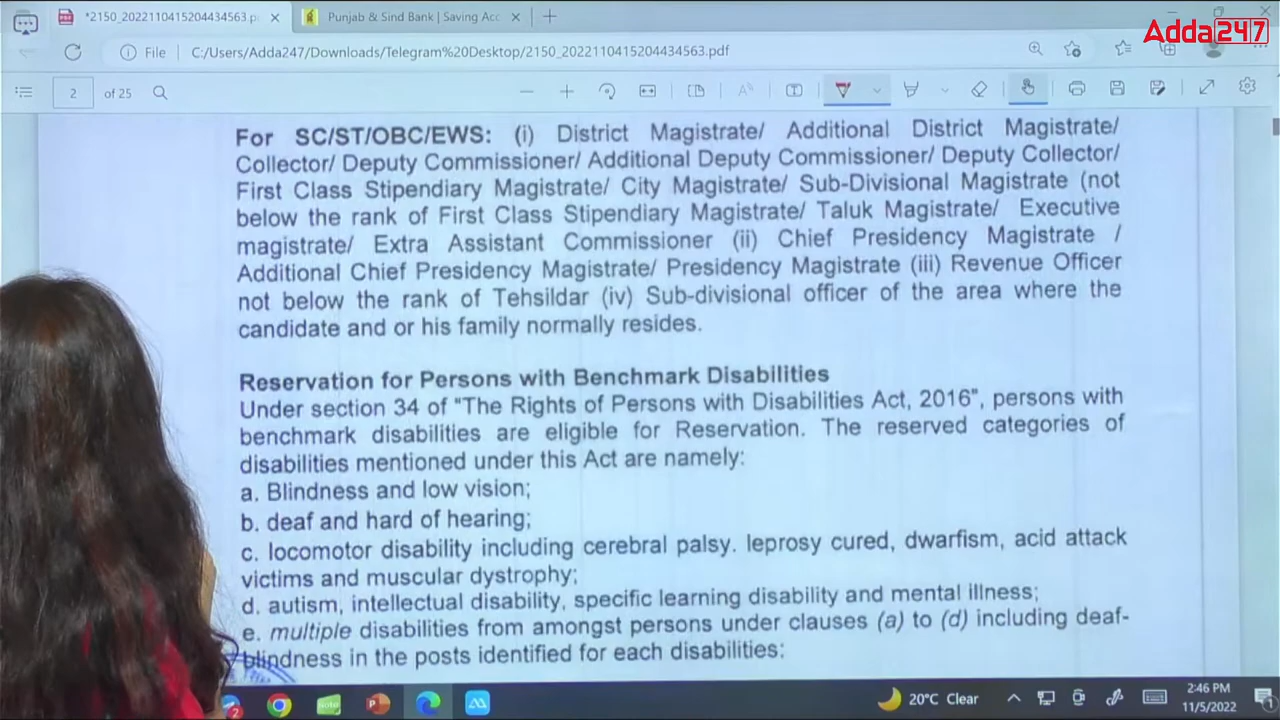 *2150_2022110415204434563.p
Punjab & Sind Bank | Saving Acc
Adda247
File
C:/Users/Adda247/Downloads/Telegram%20Desktop/2150_2022110415204434563.pdf
2 of 25
For SC/ST/OBC/EWS: (i) District Magistrate/ Additional District Magistrate/
Collector/ Deputy Commissioner/ Additional Deputy Commissioner/ Deputy Collector/
First Class Stipendiary Magistrate/ City Magistrate/ Sub-Divisional Magistrate (not
below the rank of First Class Stipendiary Magistrate/ Taluk Magistrate/ Executive
magistrate/ Extra Assistant Commissioner (ii) Chief Presidency Magistrate /
Additional Chief Presidency Magistrate/ Presidency Magistrate (iii) Revenue Officer
not below the rank of Tehsildar (iv) Sub-divisional officer of the area where the
candidate and or his family normally resides.
Reservation for Persons with Benchmark Disabilities
Under section 34 of "The Rights of Persons with Disabilities Act, 2016", persons with
benchmark disabilities are eligible for Reservation. The reserved categories of
disabilities mentioned under this Act are namely:
a. Blindness and low vision;
b. deaf and hard of hearing;
c. locomotor disability including cerebral palsy. leprosy cured, dwarfism, acid attack
victims and muscular dystrophy;
d. autism, intellectual disability, specific learning disability and mental illness;
e. multiple disabilities from amongst persons under clauses (a) to (d) including deaf-
blindness in the posts identified for each disabilities:
20°C Clear
2:46 PM
11/5/2022